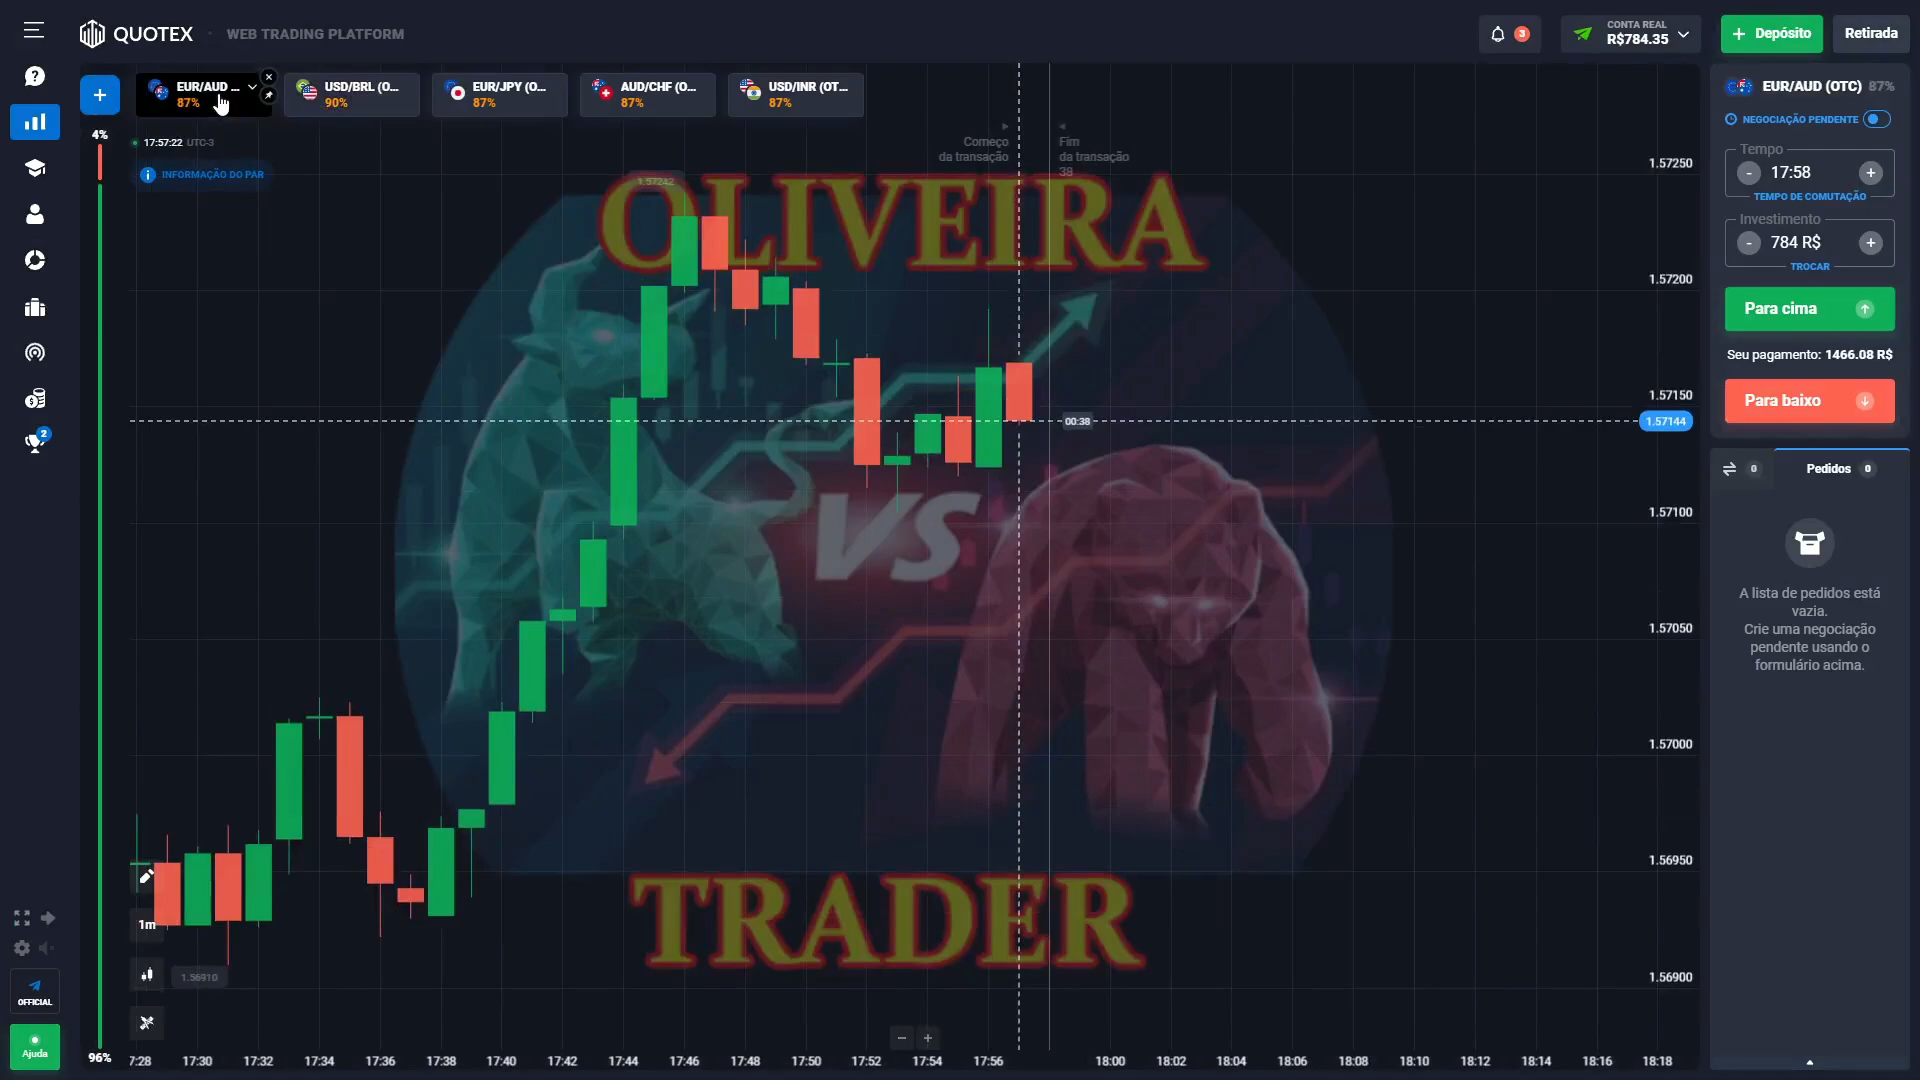 QUOTEX
WEB TRADING PLATFORM
3
CONTA REAL
R$784.35
Depósito
Retirada
EUR/AUD ...
87%
USD/BRL (O...
90%
EUR/JPY (O...
87%
AUD/CHF (O...
87%
USD/INR (OT...
87%
4%
17:57:22 UTC-3
INFORMAÇÃO DO PAR
Começo
da transação
Fim
da transação
38
1.57242
OLIVEIRA
VS
TRADER
00:38
1.57250
1.57200
1.57150
1.57144
1.57100
1.57050
1.57000
1.56950
1.56900
1.56910
1m
96%
7:28
17:30
17:32
17:34
17:36
17:38
17:40
17:42
17:44
17:46
17:48
17:50
17:52
17:54
17:56
18:00
18:02
18:04
18:06
18:08
18:10
18:12
18:14
18:16
18:18
2
OFFICIAL
Ajuda
EUR/AUD (OTC) 87%
NEGOCIAÇÃO PENDENTE
Tempo
- 17:58 +
TEMPO DE COMUTAÇÃO
Investimento
- 784 R$ +
TROCAR
Para cima
Seu pagamento: 1466.08 R$
Para baixo
0
Pedidos 0
A lista de pedidos está
vazia.
Crie uma negociação
pendente usando o
formulário acima.